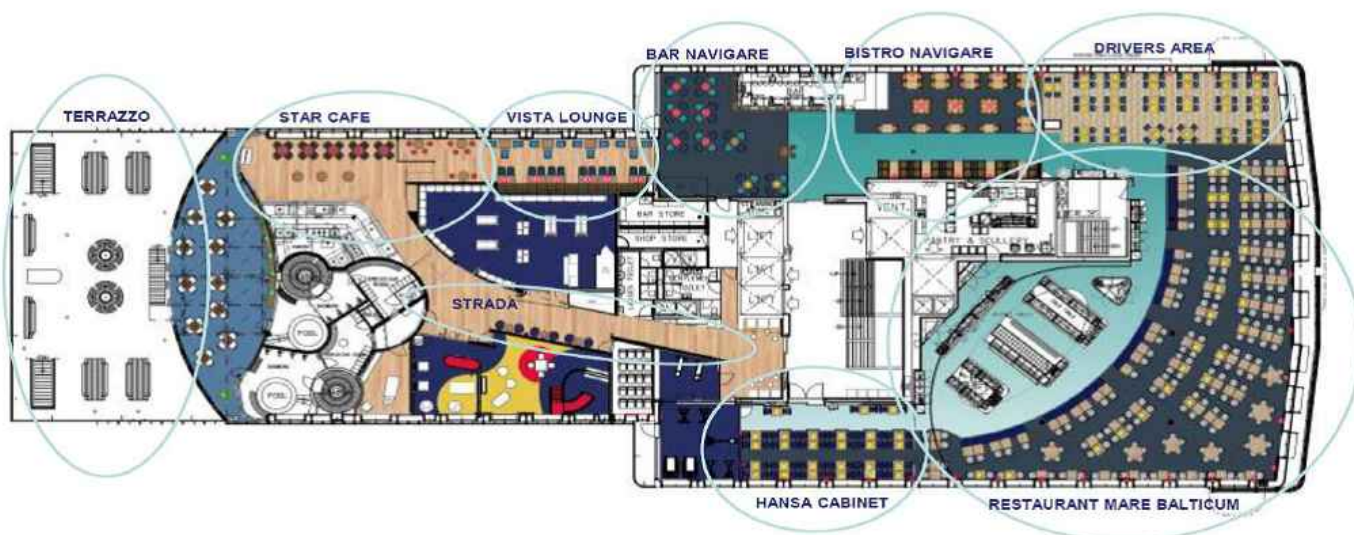 BAR NAVIGARE
BISTRO NAVIGARE
DRIVERS AREA
TERRAZZO
STAR CAFE
VISTA LOUNGE
BAR STORE
SHOP STORE
VENT.
LIFT
LIFT
LIFT
TOILET
STRADA
POOL
POOL
HANSA CABINET
RESTAURANT MARE BALTICUM